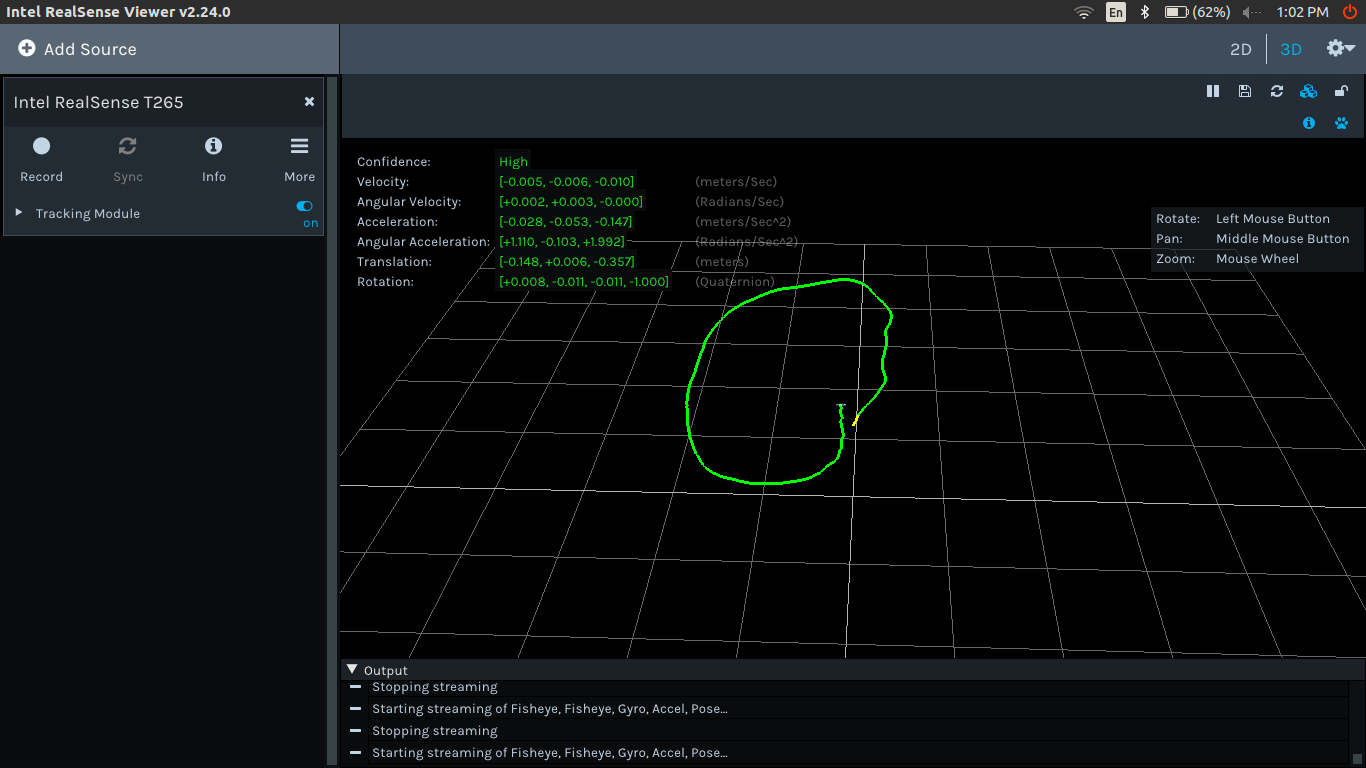 Intel RealSense Viewer v2.24.0
En (62%) 1:02 PM
Add Source
2D 3D
Intel RealSense T265
Record Sync Info More
Tracking Module
on
Confidence: High
Velocity: [-0.005, -0.006, -0.010] (meters/Sec)
Angular Velocity: [+0.002, +0.003, -0.000] (Radians/Sec)
Acceleration: [-0.028, -0.053, -0.147] (meters/Sec^2)
Angular Acceleration: [+1.110, -0.103, +1.992] (Radians/Sec^2)
Translation: [-0.148, +0.006, -0.357] (meters)
Rotation: [+0.008, -0.011, -0.011, -1.000] (Quaternion)
Rotate: Left Mouse Button
Pan: Middle Mouse Button
Zoom: Mouse Wheel
Output
Stopping streaming
Starting streaming of Fisheye, Fisheye, Gyro, Accel, Pose...
Stopping streaming
Starting streaming of Fisheye, Fisheye, Gyro, Accel, Pose...